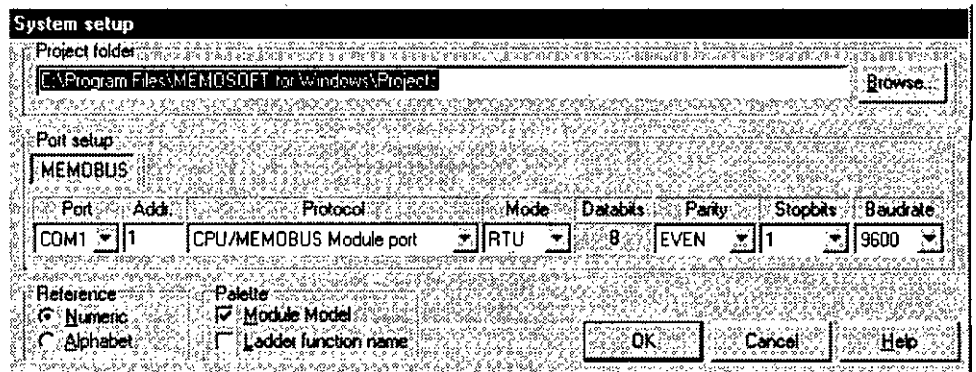 System setup
Project folder
C:\Program Files\MEMOSOFT for Windows\Projects
Browse...
Port setup
MEMOBUS
Port Addr. Protocol Mode Databits Parity Stopbits Baudrate
COM1 1 CPU/MEMOBUS Module port RTU 8 EVEN 1 9600
Reference Palette
Numeric Module Model
Alphabet Ladder function name
OK Cancel Help